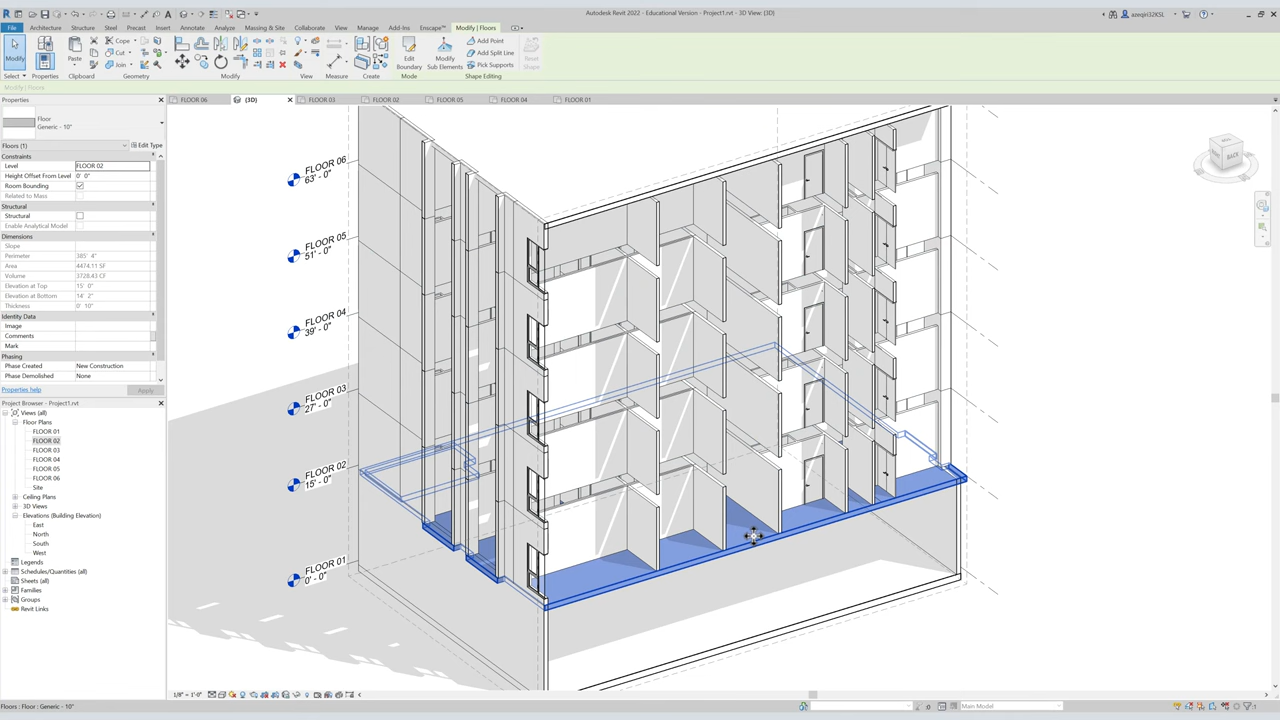 Autodesk Revit 2022 - Educational Version - Project1.rvt - 3D View: {3D}
azegin32KSL
File
Architecture
Structure
Steel
Precast
Insert
Annotate
Analyze
Massing & Site
Collaborate
View
Manage
Add-Ins
Enscape™
Modify | Floors
Modify
Paste
Cope
Cut
Join
Edit
Boundary
Modify
Sub Elements
Add Point
Add Split Line
Pick Supports
Reset
Shape
Select
Properties
Clipboard
Geometry
Modify
View
Measure
Create
Mode
Shape Editing
Modify | Floors
Properties
FLOOR 06
{3D}
FLOOR 03
FLOOR 02
FLOOR 05
FLOOR 04
FLOOR 01
Floor
Generic - 10"
Floors (1)
Edit Type
Constraints
Level
FLOOR 02
Height Offset From Level
0' 0"
Room Bounding
Related to Mass
Structural
Structural
Enable Analytical Model
Dimensions
Slope
Perimeter
385' 4"
Area
4474.11 SF
Volume
3728.43 CF
Elevation at Top
15' 0"
Elevation at Bottom
14' 2"
Thickness
0' 10"
Identity Data
Image
Comments
Mark
Phasing
Phase Created
New Construction
Phase Demolished
None
Properties help
Apply
Project Browser - Project1.rvt
Views (all)
Floor Plans
FLOOR 01
FLOOR 02
FLOOR 03
FLOOR 04
FLOOR 05
FLOOR 06
Site
Ceiling Plans
3D Views
Elevations (Building Elevation)
East
North
South
West
Legends
Schedules/Quantities (all)
Sheets (all)
Families
Groups
Revit Links
FLOOR 06
63' - 0"
FLOOR 05
51' - 0"
FLOOR 04
39' - 0"
FLOOR 03
27' - 0"
FLOOR 02
15' - 0"
FLOOR 01
0' - 0"
BACK
1/8" = 1'-0"
Floors : Floor : Generic - 10"
:0
Main Model
:1